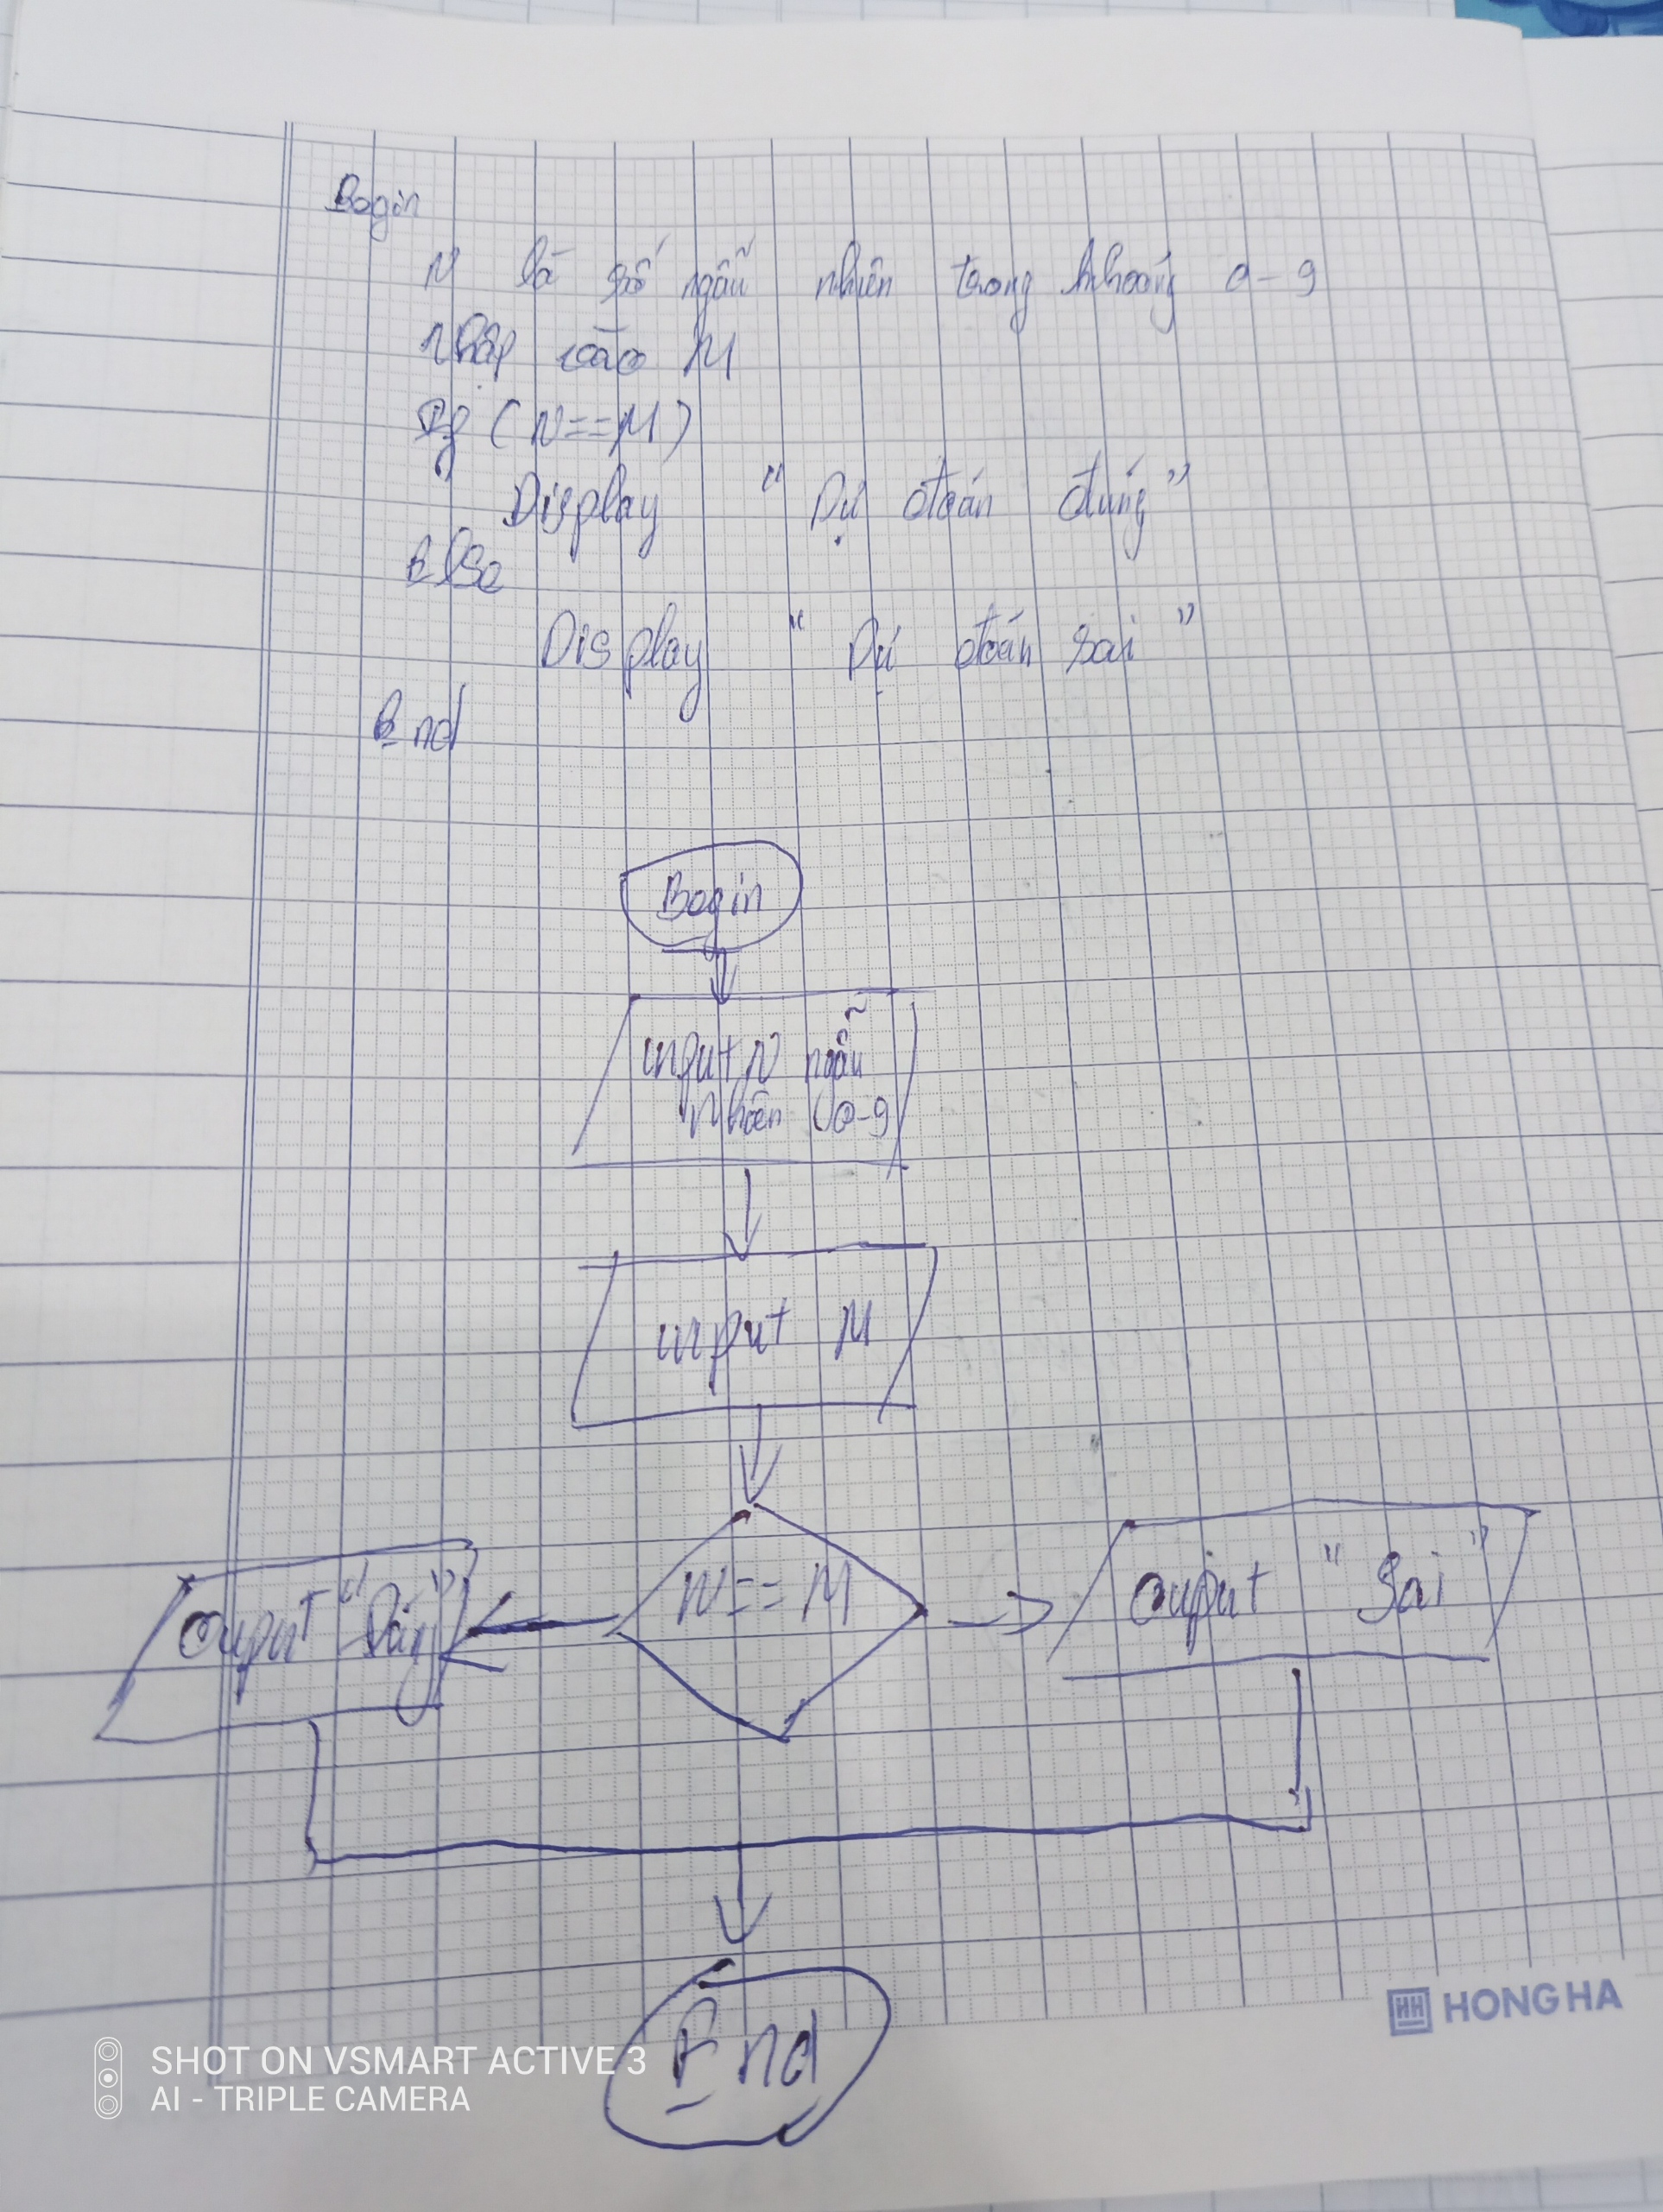 Begin
N là số ngẫu nhiên trong khoảng 0-9
Nhập vào M
If (N==M)
Display "Dự đoán đúng"
Else
Display "Dự đoán sai"
End
Begin
input N ngẫu
nhiên (0-9
input M
N==M
ouput "Đúng"
ouput "Sai"
End
HONG HA
SHOT ON VSMART ACTIVE 3
AI - TRIPLE CAMERA